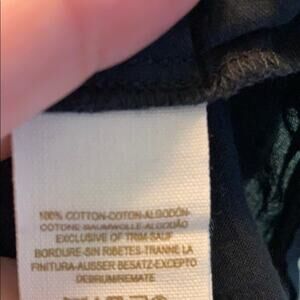 100% COTTON-COTON-ALGODÓN-
COTONE-BAUMWOLLE-ALGODÃO
EXCLUSIVE OF TRIM-SAUF
BORDURE-SIN RIBETES-TRANNE LA
FINITURA-AUSSER BESATZ-EXCEPTO
DEBRUM/REMATE